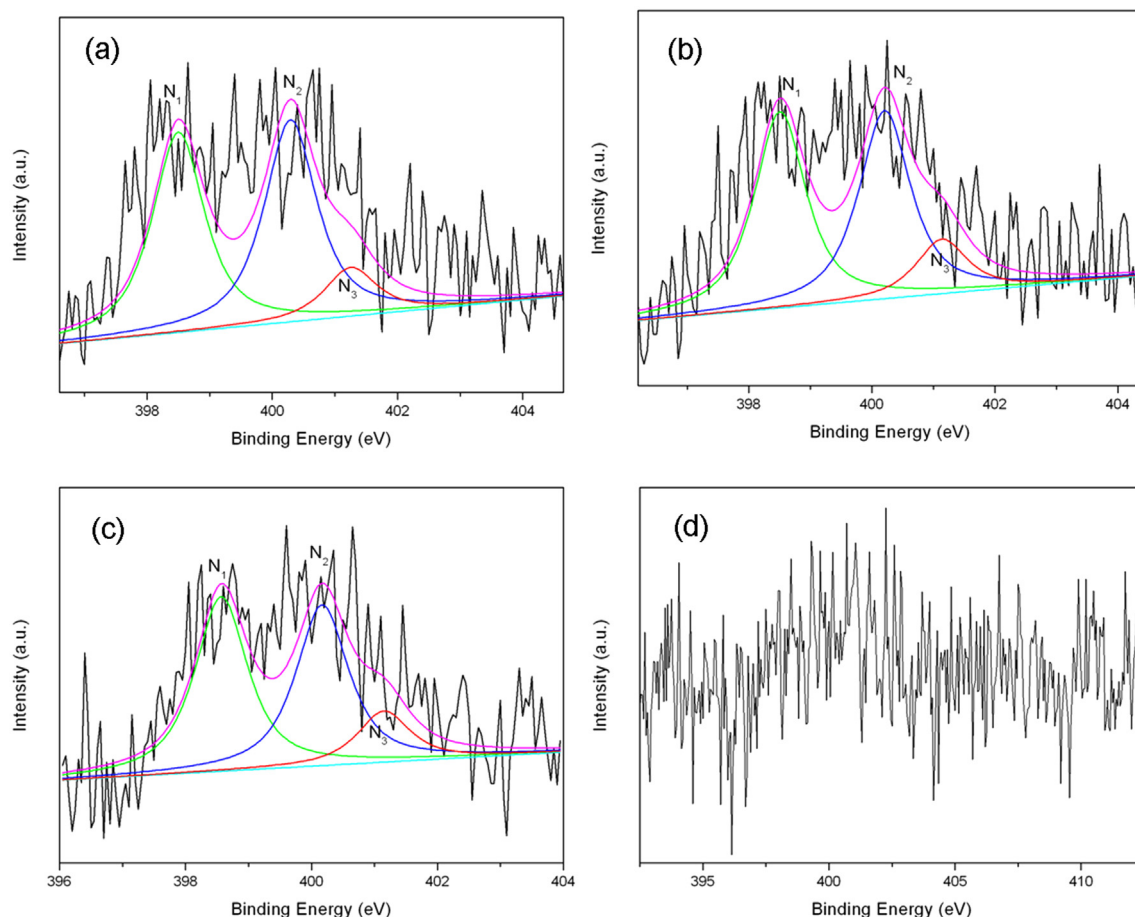 (a)
N1
N2
N3
Intensity (a.u.)
398
400
402
404
Binding Energy (eV)
(b)
N1
N2
N3
Intensity (a.u.)
398
400
402
404
Binding Energy (eV)
(c)
N1
N2
N3
Intensity (a.u.)
396
398
400
402
404
Binding Energy (eV)
(d)
Intensity (a.u.)
395
400
405
410
Binding Energy (eV)